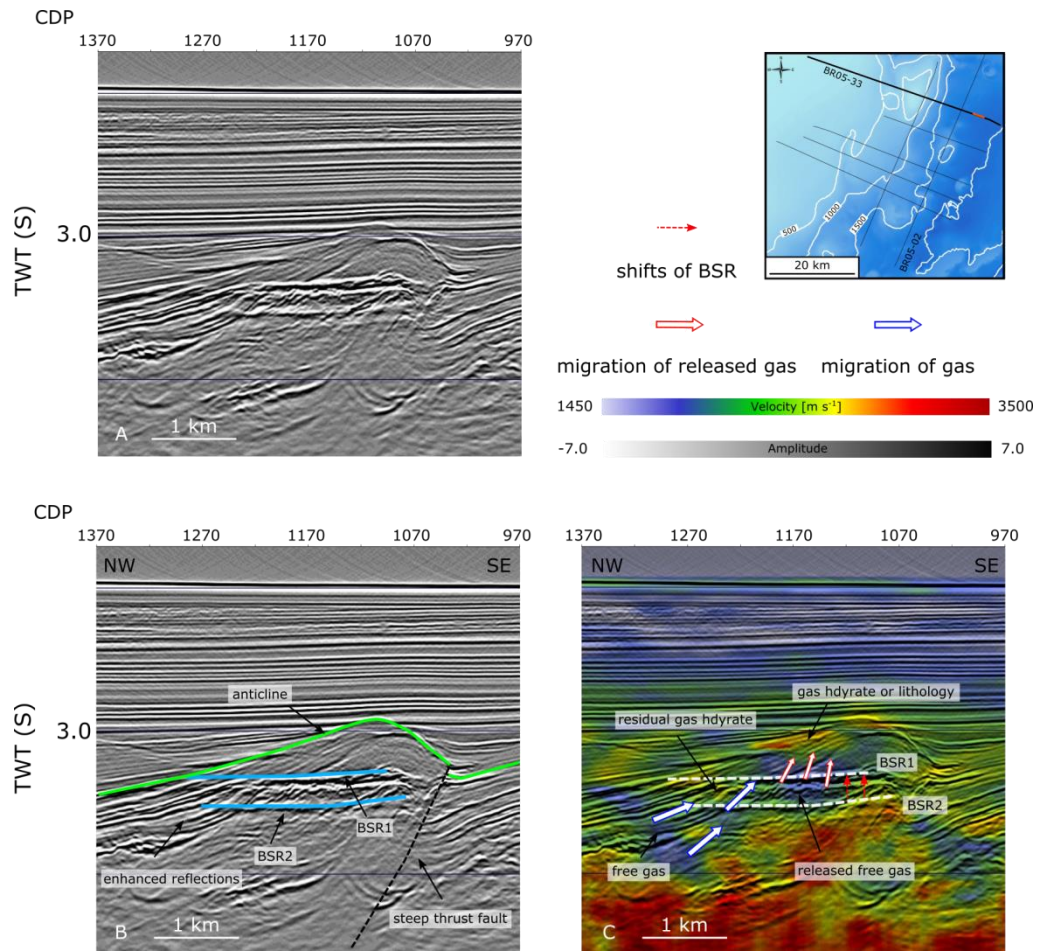 CDP
1370 1270 1170 1070 970
TWT (S)
3.0
A
1 km
BR05-33
500
1000
1500
BR05-02
20 km
shifts of BSR
migration of released gas
migration of gas
1450 Velocity [m s⁻¹] 3500
-7.0 Amplitude 7.0
CDP
1370 1270 1170 1070 970
NW SE
TWT (S)
3.0
anticline
BSR1
BSR2
enhanced reflections
steep thrust fault
B
1 km
1370 1270 1170 1070 970
NW SE
gas hdyrate or lithology
residual gas hdyrate
BSR1
BSR2
free gas
released free gas
C
1 km